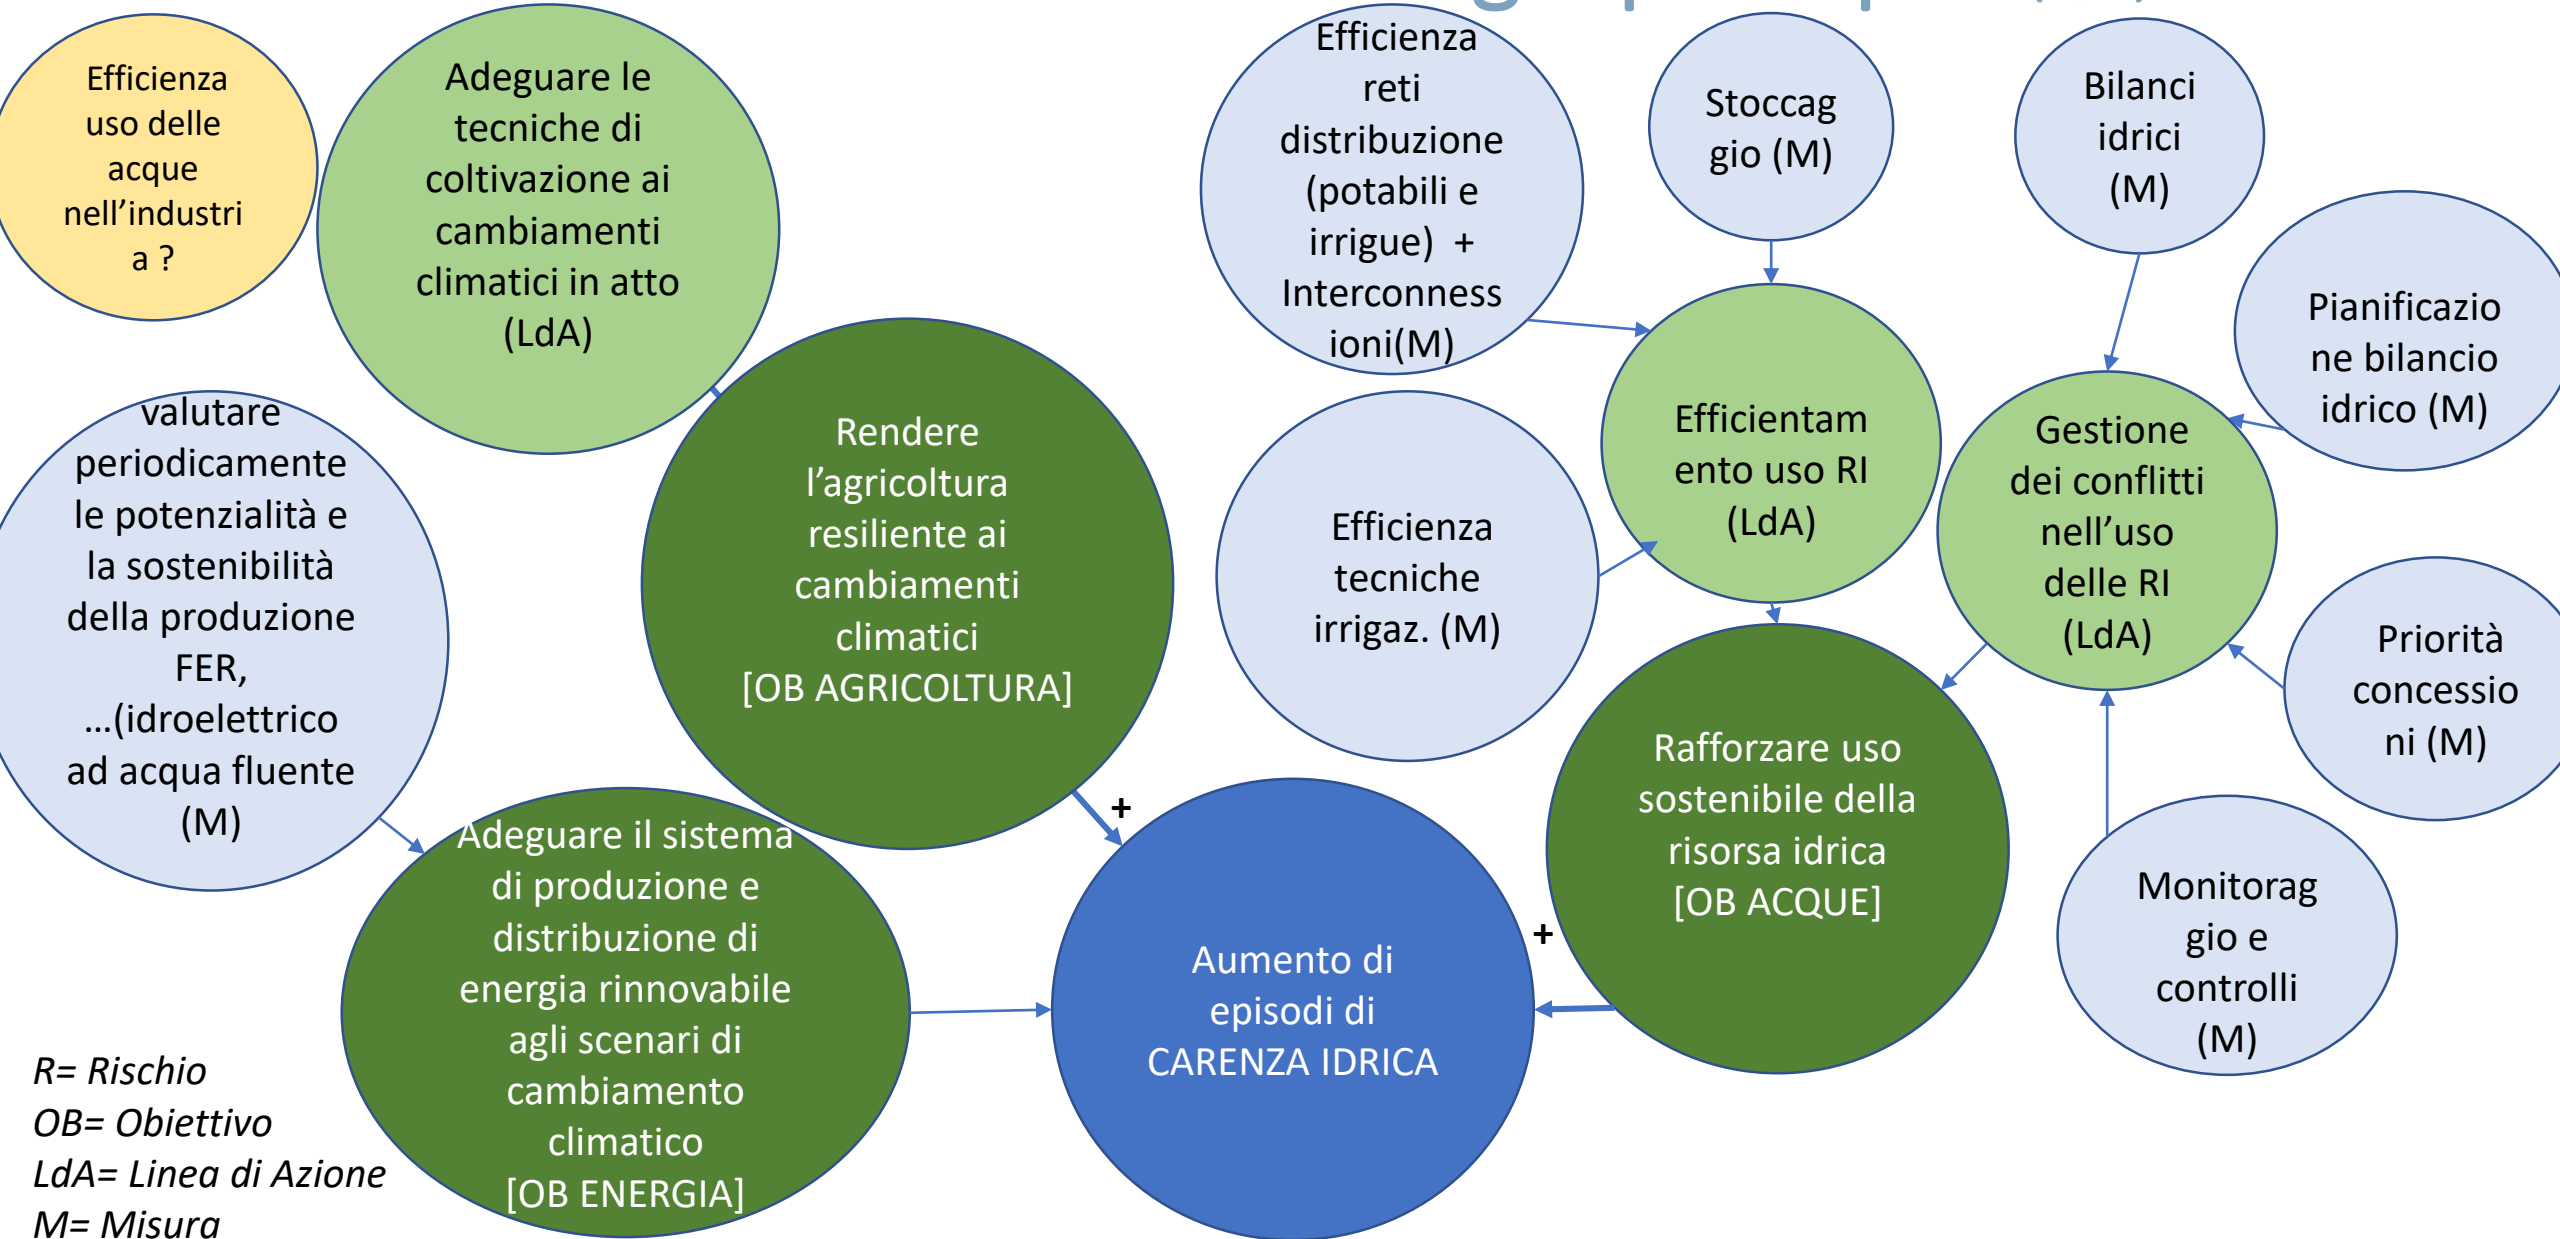 Efficienza
uso delle
acque
nell’industri
a ?
Adeguare le
tecniche di
coltivazione ai
cambiamenti
climatici in atto
(LdA)
Efficienza
reti
distribuzione
(potabili e
irrigue) +
Interconness
ioni(M)
Stoccag
gio (M)
Bilanci
idrici
(M)
Pianificazio
ne bilancio
idrico (M)
valutare
periodicamente
le potenzialità e
la sostenibilità
della produzione
FER,
...(idroelettrico
ad acqua fluente
(M)
Rendere
l’agricoltura
resiliente ai
cambiamenti
climatici
[OB AGRICOLTURA]
Efficienza
tecniche
irrigaz. (M)
Efficientam
ento uso RI
(LdA)
Gestione
dei conflitti
nell’uso
delle RI
(LdA)
Priorità
concessio
ni (M)
Adeguare il sistema
di produzione e
distribuzione di
energia rinnovabile
agli scenari di
cambiamento
climatico
[OB ENERGIA]
+
Aumento di
episodi di
CARENZA IDRICA
+
Rafforzare uso
sostenibile della
risorsa idrica
[OB ACQUE]
Monitorag
gio e
controlli
(M)
R= Rischio
OB= Obiettivo
LdA= Linea di Azione
M= Misura